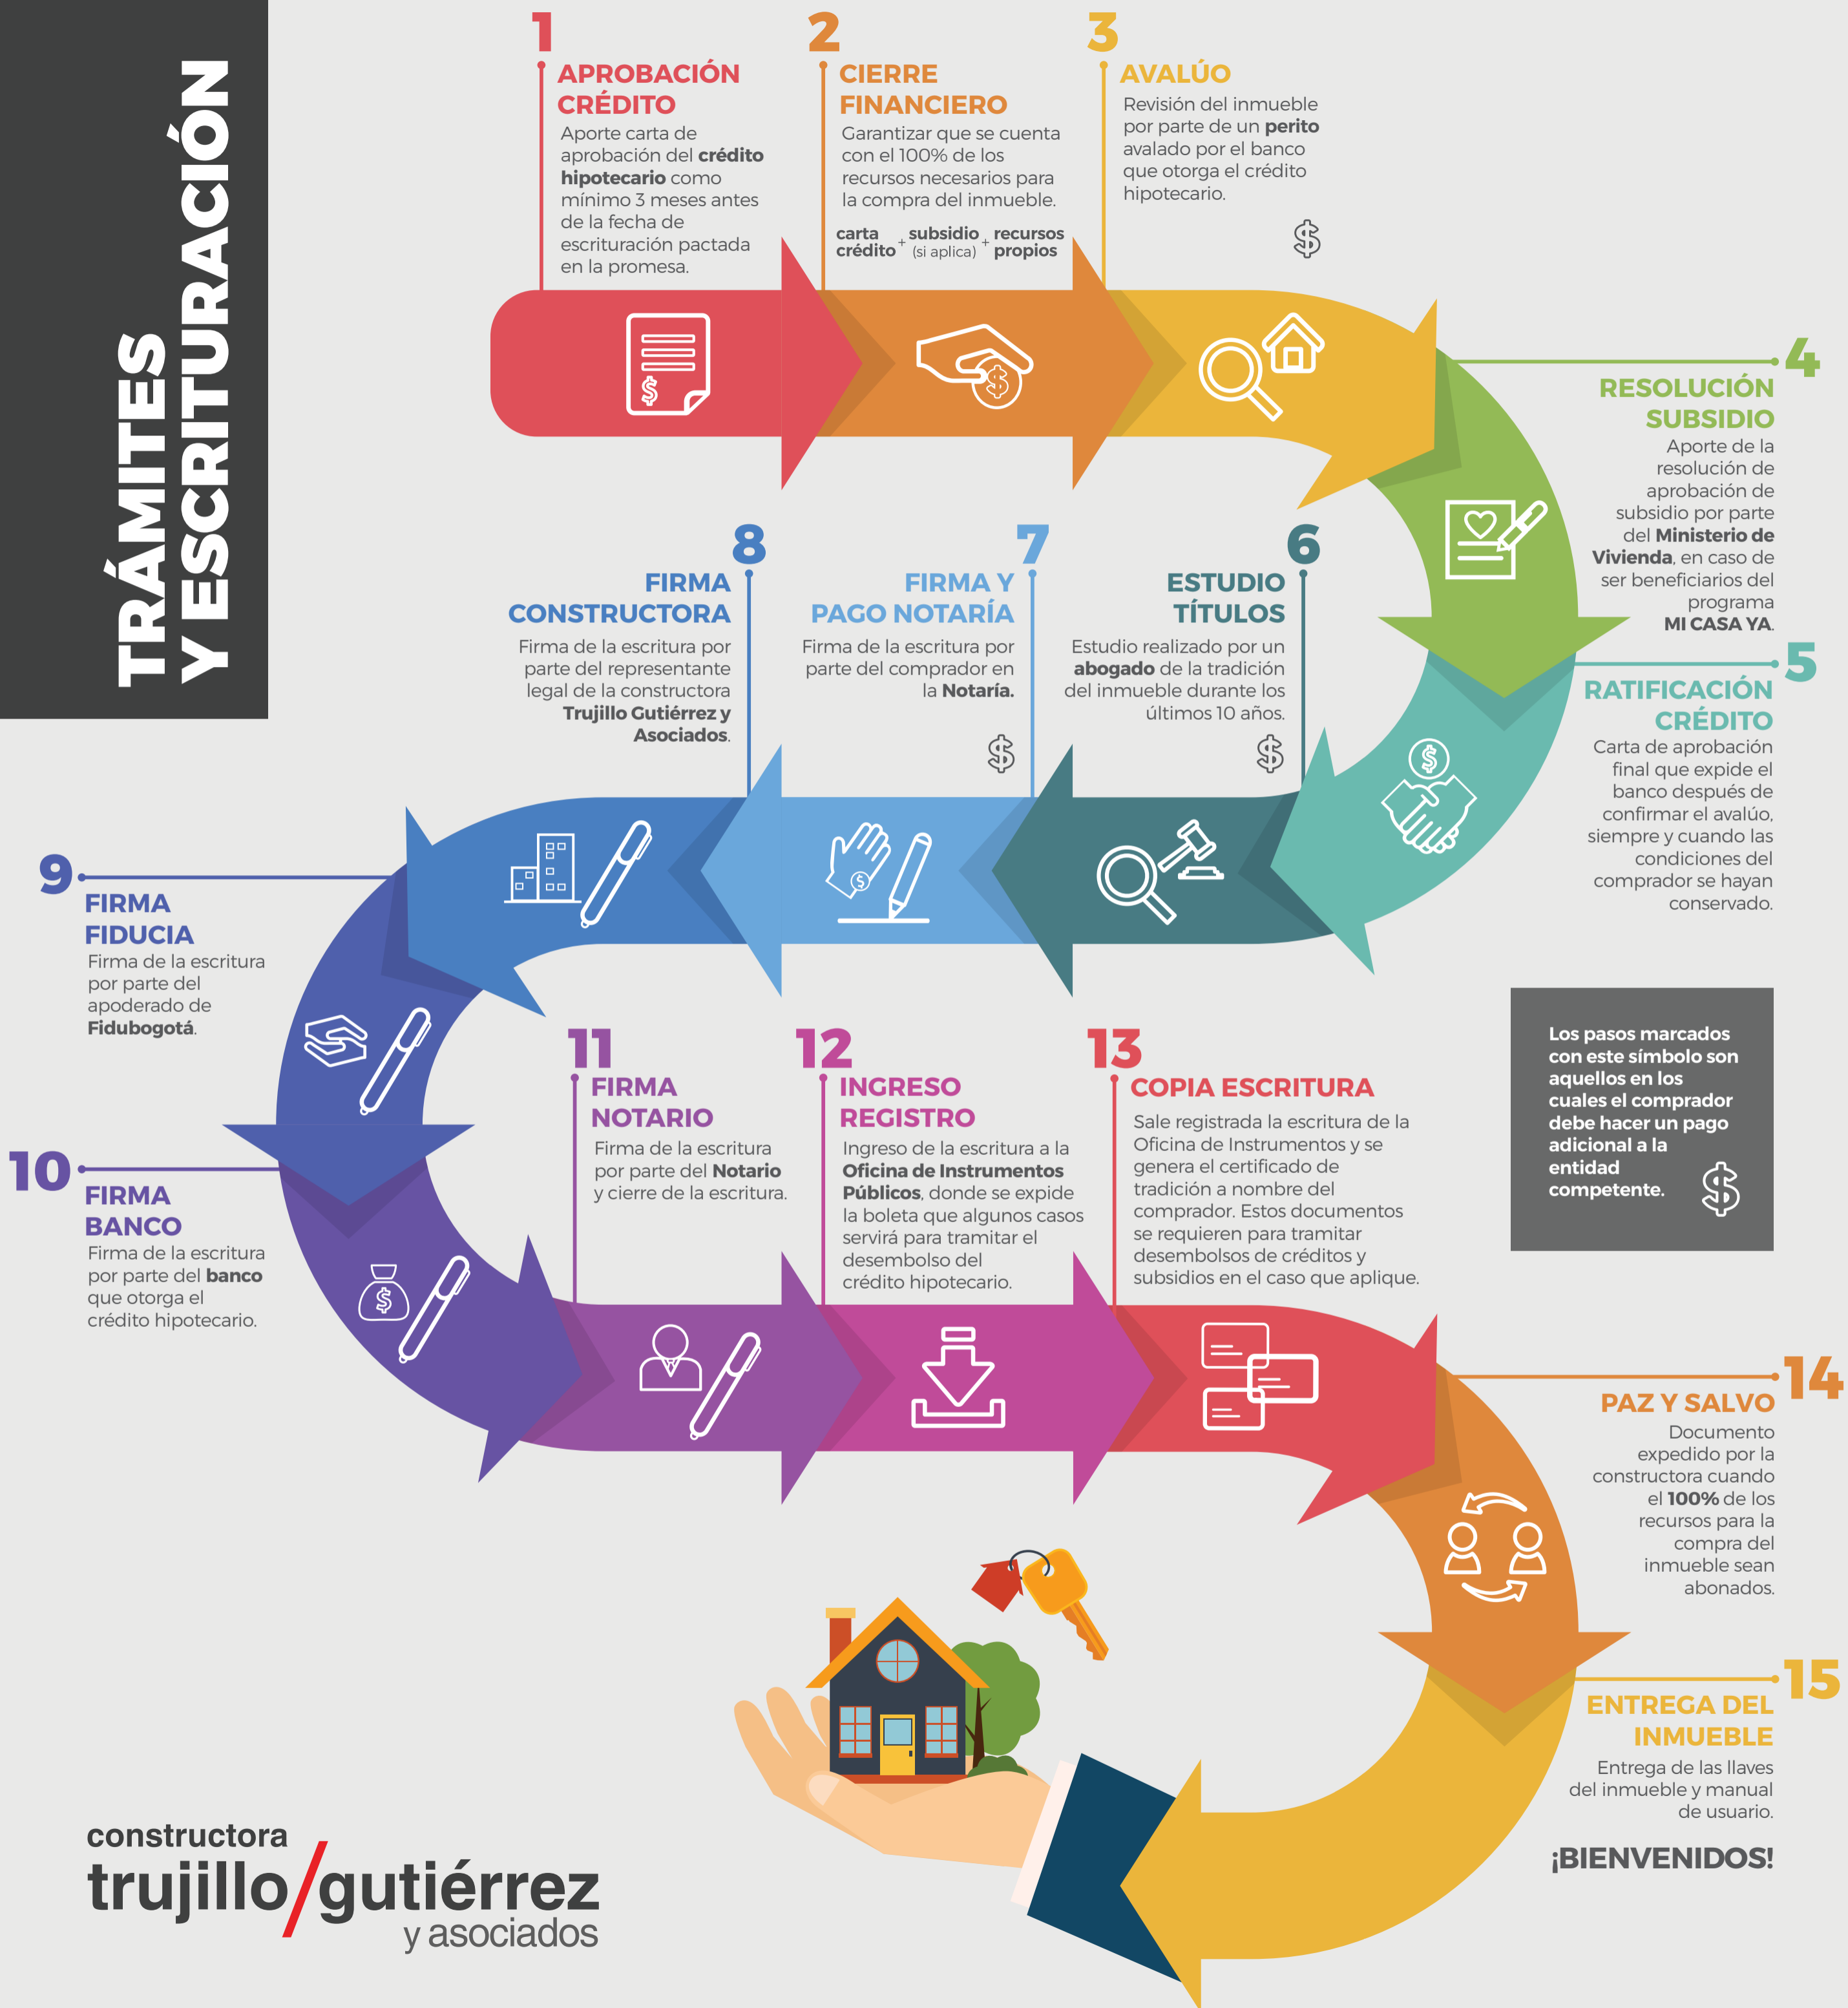 TRÁMITES
Y ESCRITURACIÓN
1
APROBACIÓN
CRÉDITO
Aporte carta de
aprobación del crédito
hipotecario como
mínimo 3 meses antes
de la fecha de
escrituración pactada
en la promesa.
2
CIERRE
FINANCIERO
Garantizar que se cuenta
con el 100% de los
recursos necesarios para
la compra del inmueble.
carta + subsidio + recursos
crédito (si aplica) propios
3
AVALÚO
Revisión del inmueble
por parte de un perito
avalado por el banco
que otorga el crédito
hipotecario.
$
$
$
4
RESOLUCIÓN
SUBSIDIO
Aporte de la
resolución de
aprobación de
subsidio por parte
del Ministerio de
Vivienda, en caso de
ser beneficiarios del
programa
MI CASA YA.
5
RATIFICACIÓN
CRÉDITO
Carta de aprobación
final que expide el
banco después de
confirmar el avalúo,
siempre y cuando las
condiciones del
comprador se hayan
conservado.
$
6
ESTUDIO
TÍTULOS
Estudio realizado por un
abogado de la tradición
del inmueble durante los
últimos 10 años.
$
7
FIRMA Y
PAGO NOTARÍA
Firma de la escritura por
parte del comprador en
la Notaría.
$
$
8
FIRMA
CONSTRUCTORA
Firma de la escritura por
parte del representante
legal de la constructora
Trujillo Gutiérrez y
Asociados.
9
FIRMA
FIDUCIA
Firma de la escritura
por parte del
apoderado de
Fidubogotá.
10
FIRMA
BANCO
Firma de la escritura
por parte del banco
que otorga el
crédito hipotecario.
$
11
FIRMA
NOTARIO
Firma de la escritura
por parte del Notario
y cierre de la escritura.
12
INGRESO
REGISTRO
Ingreso de la escritura a la
Oficina de Instrumentos
Públicos, donde se expide
la boleta que algunos casos
servirá para tramitar el
desembolso del
crédito hipotecario.
13
COPIA ESCRITURA
Sale registrada la escritura de la
Oficina de Instrumentos y se
genera el certificado de
tradición a nombre del
comprador. Estos documentos
se requieren para tramitar
desembolsos de créditos y
subsidios en el caso que aplique.
Los pasos marcados
con este símbolo son
aquellos en los
cuales el comprador
debe hacer un pago
adicional a la
entidad
competente.
$
14
PAZ Y SALVO
Documento
expedido por la
constructora cuando
el 100% de los
recursos para la
compra del
inmueble sean
abonados.
15
ENTREGA DEL
INMUEBLE
Entrega de las llaves
del inmueble y manual
de usuario.
¡BIENVENIDOS!
constructora
trujillo/gutiérrez
y asociados